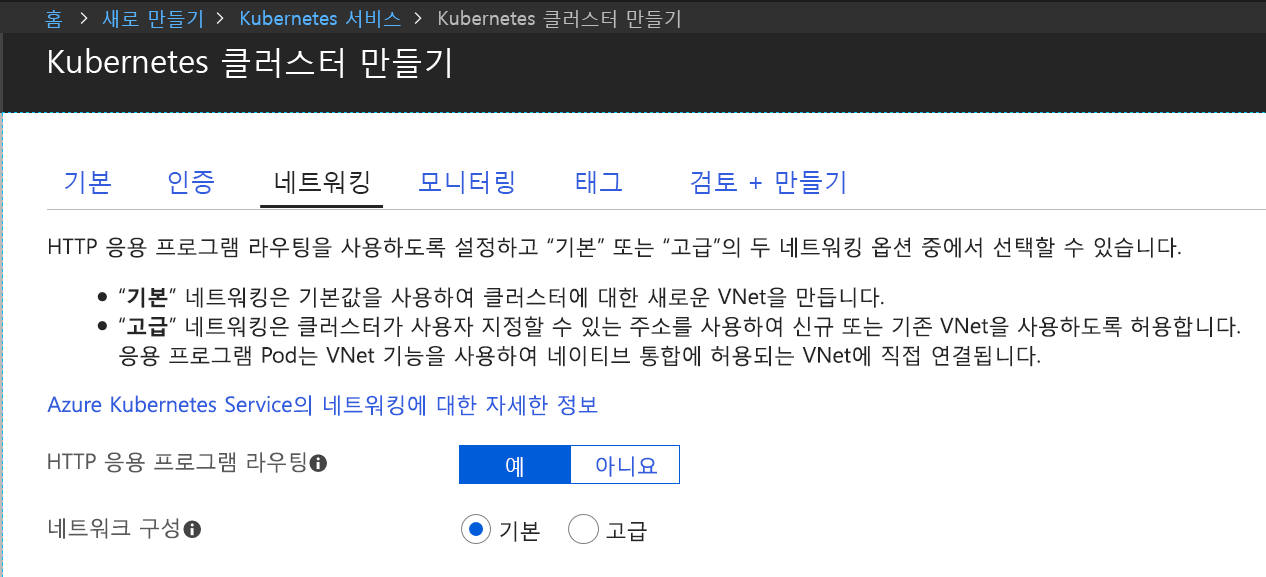 홈 > 새로 만들기 > Kubernetes 서비스 > Kubernetes 클러스터 만들기
Kubernetes 클러스터 만들기
기본 인증 네트워킹 모니터링 태그 검토 + 만들기
HTTP 응용 프로그램 라우팅을 사용하도록 설정하고 “기본” 또는 “고급”의 두 네트워킹 옵션 중에서 선택할 수 있습니다.
• “기본” 네트워킹은 기본값을 사용하여 클러스터에 대한 새로운 VNet을 만듭니다.
• “고급” 네트워킹은 클러스터가 사용자 지정할 수 있는 주소를 사용하여 신규 또는 기존 VNet을 사용하도록 허용합니다.
응용 프로그램 Pod는 VNet 기능을 사용하여 네이티브 통합에 허용되는 VNet에 직접 연결됩니다.
Azure Kubernetes Service의 네트워킹에 대한 자세한 정보
HTTP 응용 프로그램 라우팅 예 아니요
네트워크 구성 기본 고급